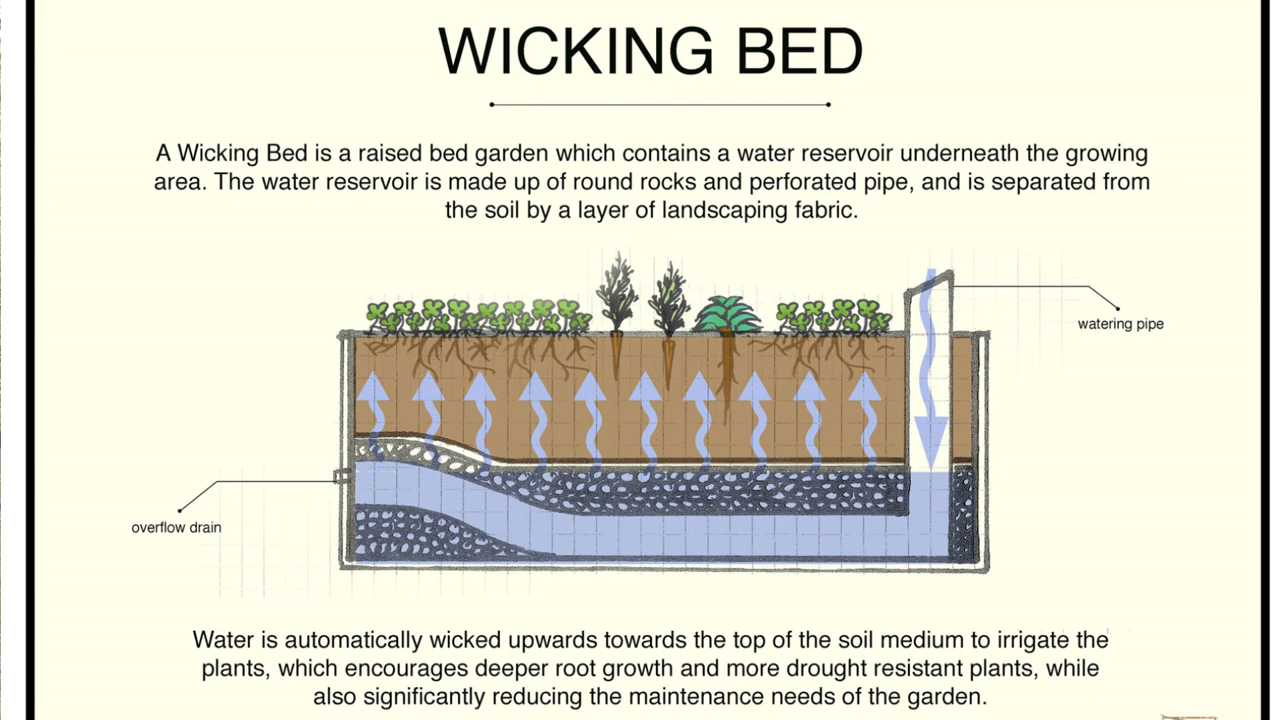 WICKING BED
A Wicking Bed is a raised bed garden which contains a water reservoir underneath the growing
area. The water reservoir is made up of round rocks and perforated pipe, and is separated from
the soil by a layer of landscaping fabric.
watering pipe
overflow drain
Water is automatically wicked upwards towards the top of the soil medium to irrigate the
plants, which encourages deeper root growth and more drought resistant plants, while
also significantly reducing the maintenance needs of the garden.